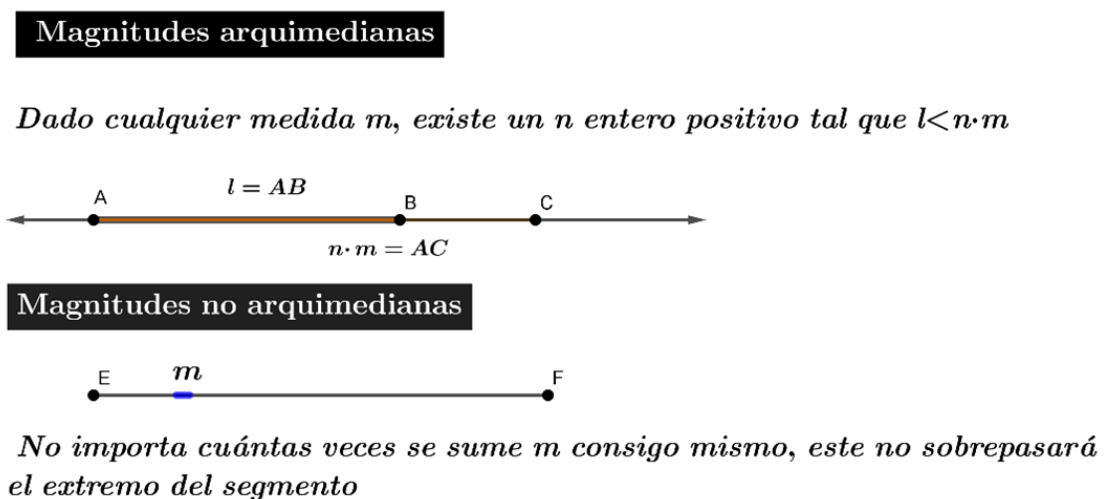 Magnitudes arquimedianas
Dado cualquier medida m, existe un n entero positivo tal que l<n·m
l = AB
A
B
C
n·m = AC
Magnitudes no arquimedianas
E
m
F
No importa cuántas veces se sume m consigo mismo, este no sobrepasará
el extremo del segmento